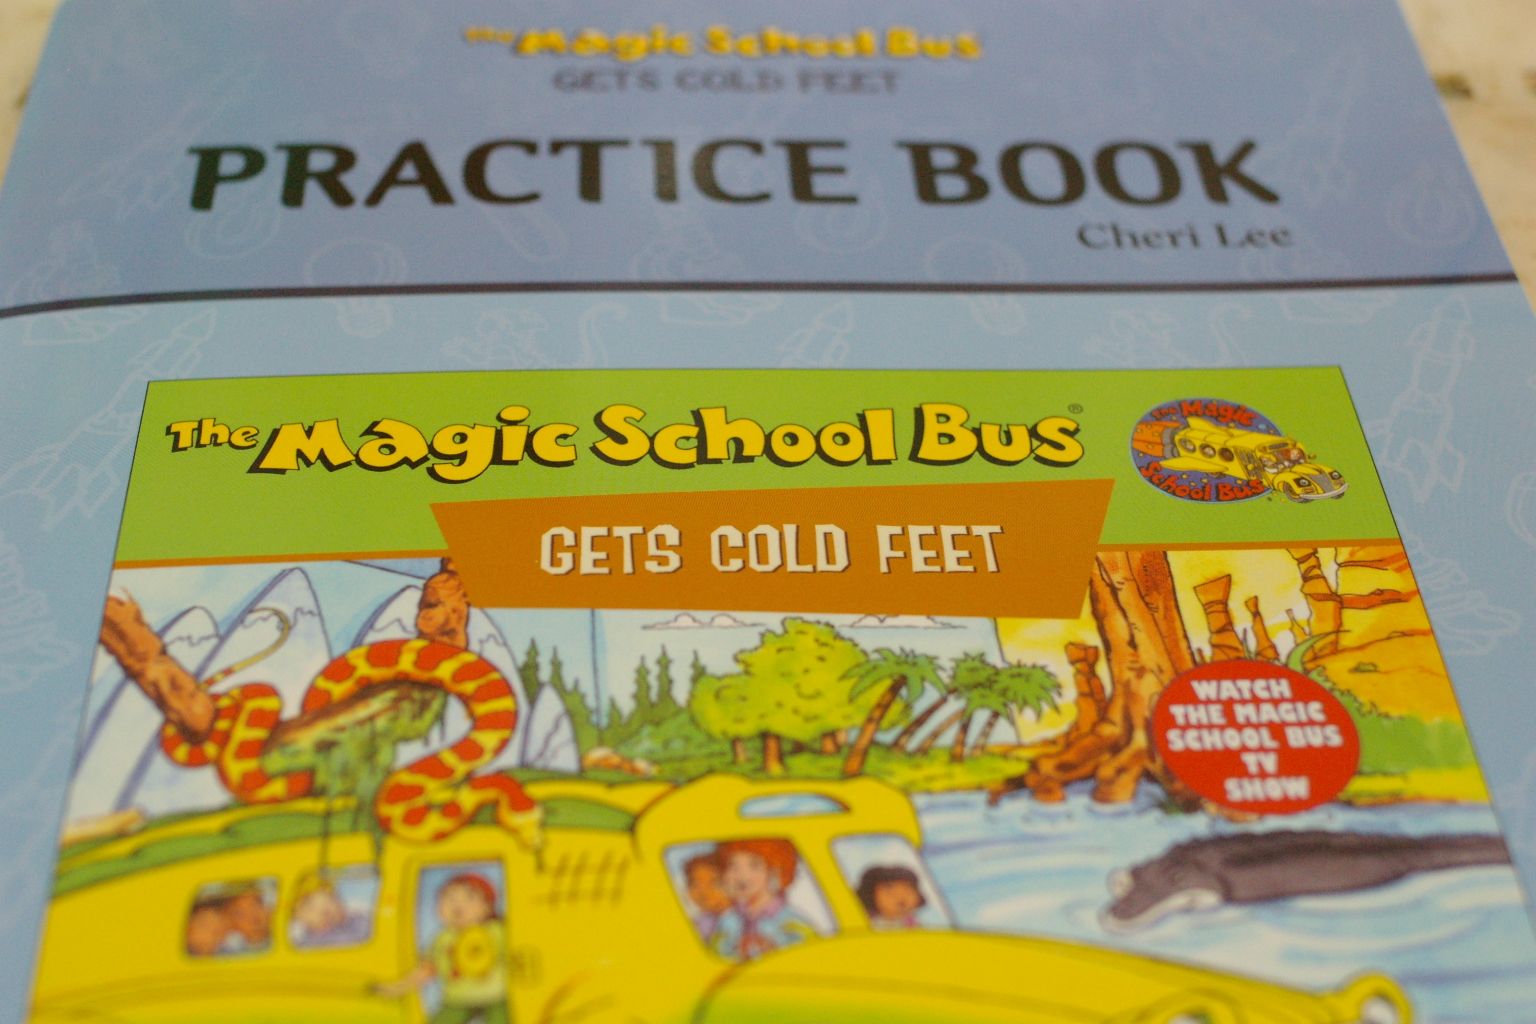 The Magic School Bus
GETS COLD FEET
PRACTICE BOOK
Cheri Lee
The Magic School Bus®
The Magic
School Bus
GETS COLD FEET
WATCH
THE MAGIC
SCHOOL BUS
TV
SHOW